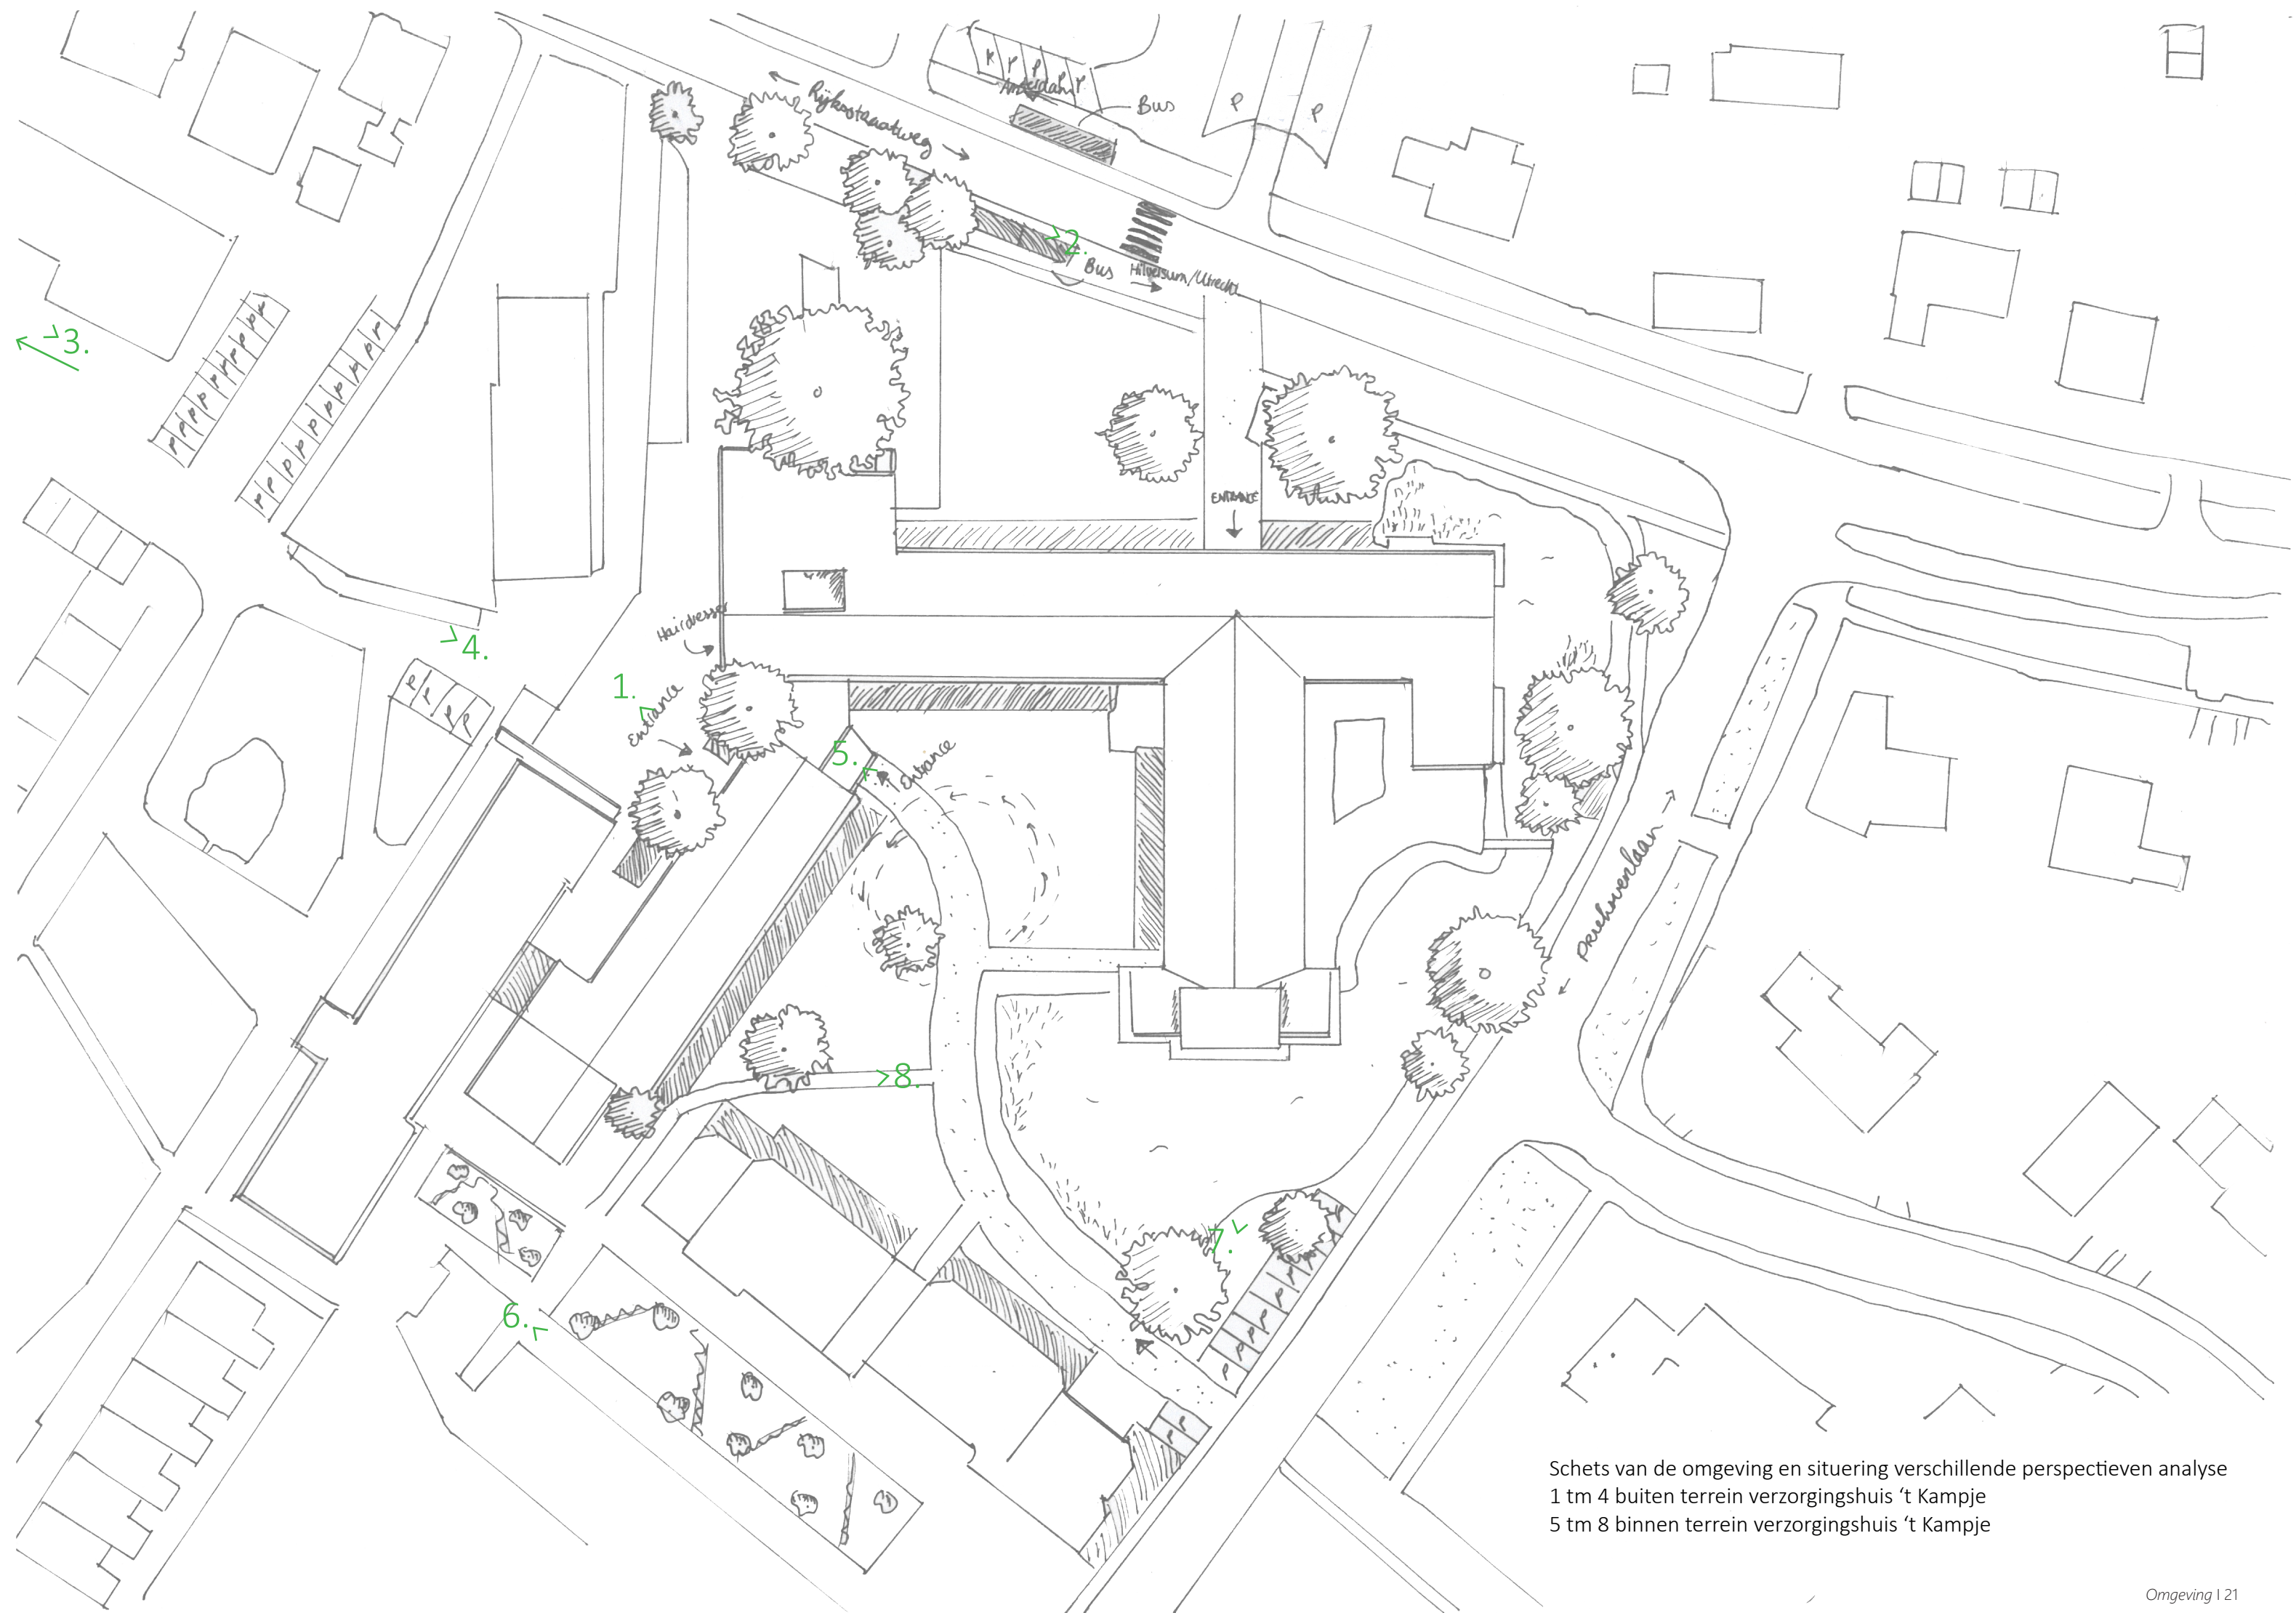 K P P P P
Amsterdam
Bus
P
P
Rijksstraatweg
2.
Bus Hilversum/Utrecht
3.
P P P P P P P P P
P P P P P P P P P P
ENTRANCE
Hairdresser
4.
1.
P P P P
Entrance
5.
Entrance
Driehoevenlaan
8.
7.
P P P P P P P
6.
P P
Schets van de omgeving en situering verschillende perspectieven analyse
1 tm 4 buiten terrein verzorgingshuis ‘t Kampje
5 tm 8 binnen terrein verzorgingshuis ‘t Kampje
Omgeving I 21